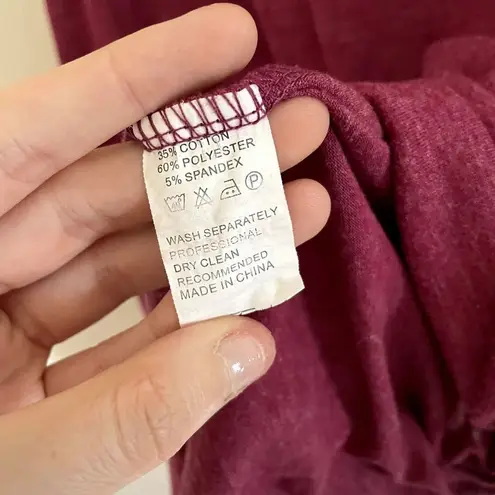 35% COTTON
60% POLYESTER
5% SPANDEX
P
WASH SEPARATELY
PROFESSIONAL
DRY CLEAN
RECOMMENDED
MADE IN CHINA